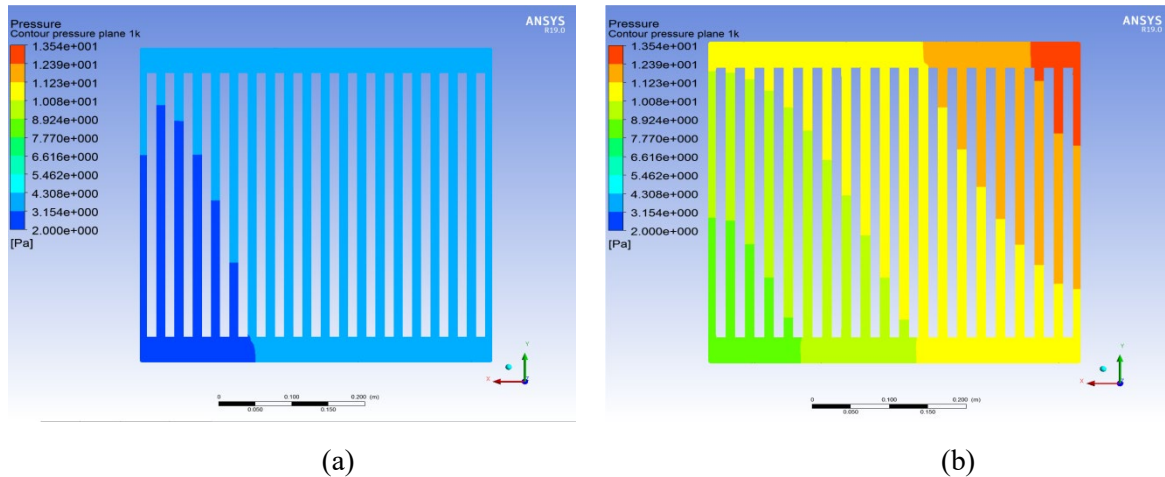 Pressure
Contour pressure plane 1k
1.354e+001
1.239e+001
1.123e+001
1.008e+001
8.924e+000
7.770e+000
6.616e+000
5.462e+000
4.308e+000
3.154e+000
2.000e+000
[Pa]
ANSYS
R19.0
Y
X
Z
0 0.100 0.200 (m)
0.050 0.150
(a)
Pressure
Contour pressure plane 1k
1.354e+001
1.239e+001
1.123e+001
1.008e+001
8.924e+000
7.770e+000
6.616e+000
5.462e+000
4.308e+000
3.154e+000
2.000e+000
[Pa]
ANSYS
R19.0
Y
X
Z
0 0.100 0.200 (m)
0.050 0.150
(b)